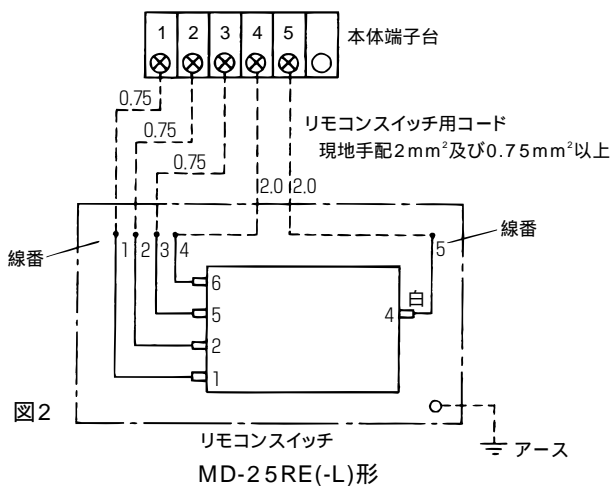 1 2 3 4 5 本体端子台
0.75
0.75
0.75
リモコンスイッチ用コード
現地手配2mm²及び0.75mm²以上
2.0 2.0
線番 1 2 3 4 5 線番
6
5 4 白
2
1
図2
リモコンスイッチ
アース
MD-25RE(-L)形